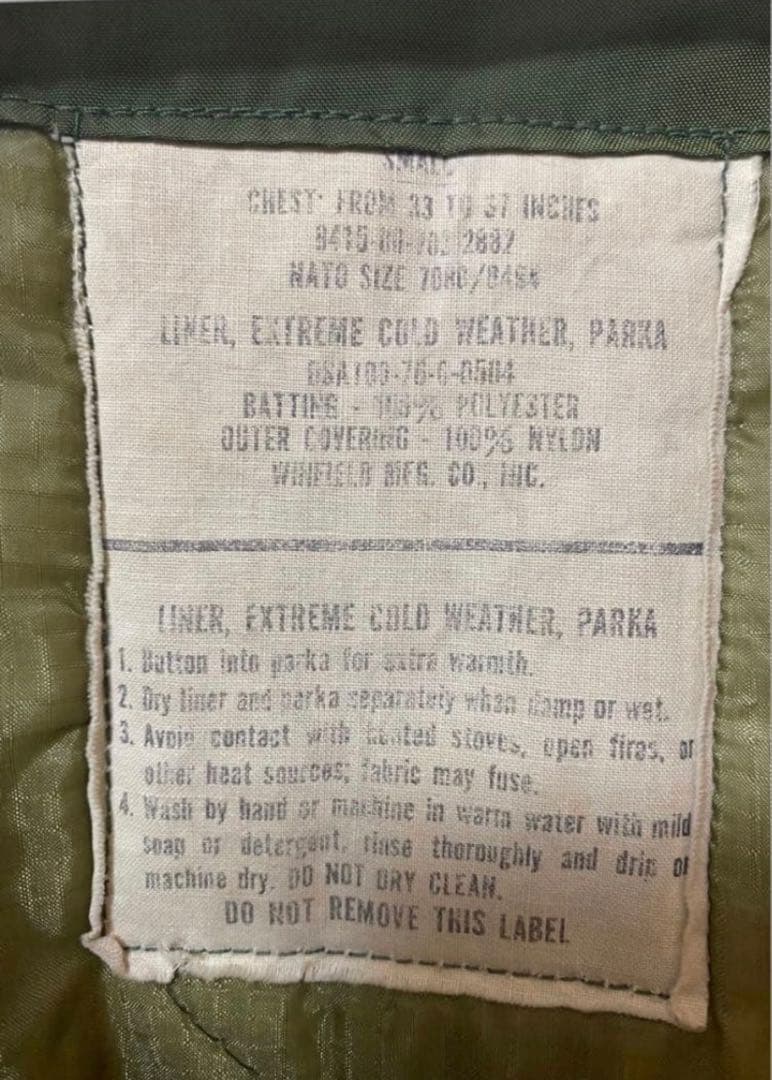 SMALL
CHEST: FROM 33 TO 37 INCHES
NATO SIZE
LINER, EXTREME COLD WEATHER, PARKA
BATTING - 100% POLYESTER
OUTER COVERING - 100% NYLON
WINFIELD MFG. CO., INC.
LINER, EXTREME COLD WEATHER, PARKA
1. Button into parka for extra warmth.
2. Dry liner and parka separately when damp or wet.
3. Avoid contact with heated stoves, open fires, or
other heat sources; fabric may fuse.
4. Wash by hand or machine in warm water with mild
soap or detergent, rinse thoroughly and drip or
machine dry. DO NOT DRY CLEAN.
DO NOT REMOVE THIS LABEL